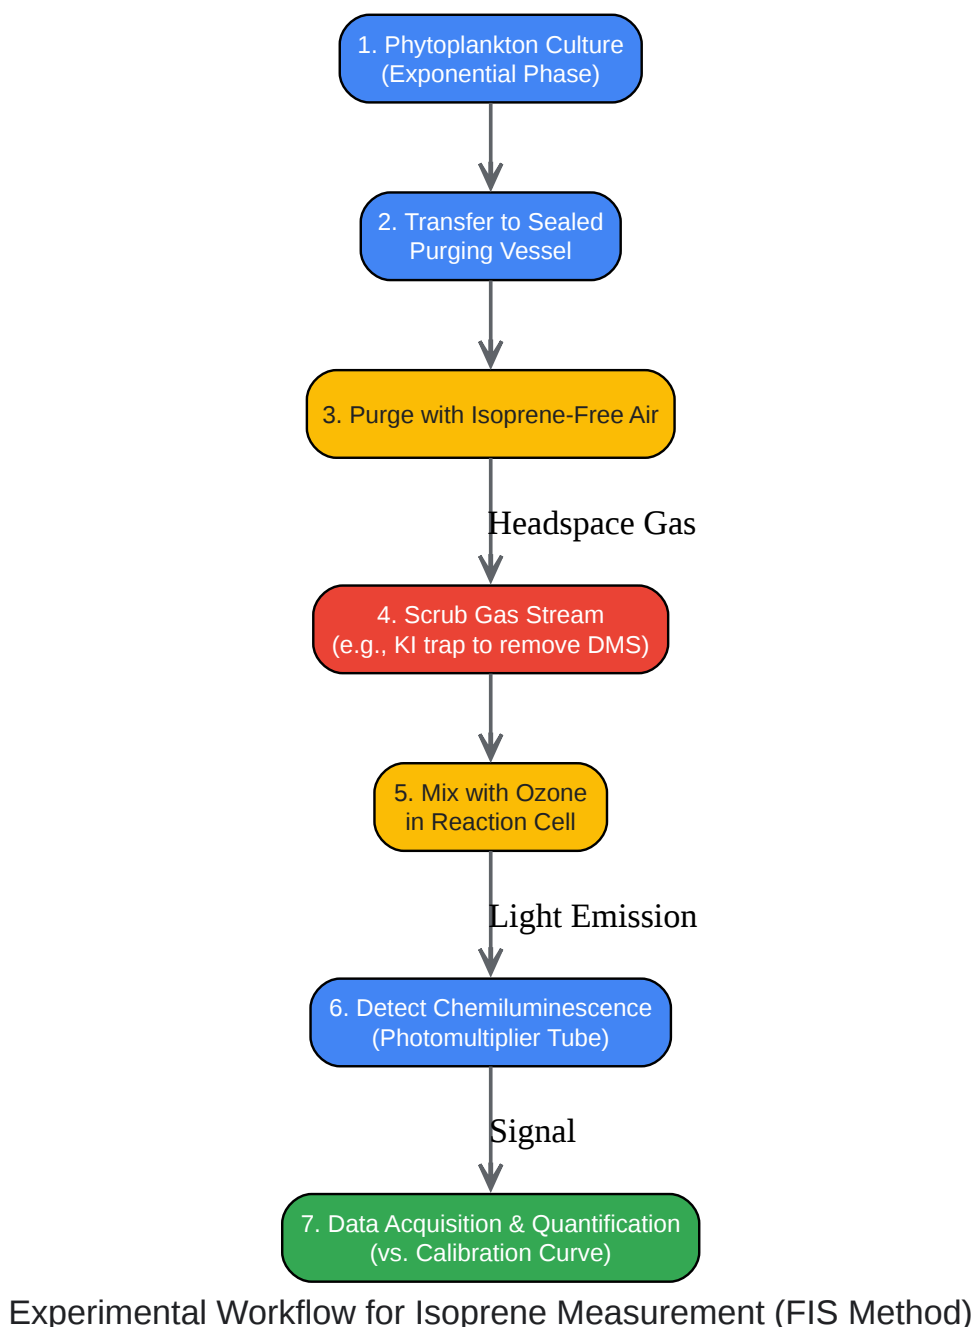 1. Phytoplankton Culture
(Exponential Phase)
2. Transfer to Sealed
Purging Vessel
3. Purge with Isoprene-Free Air
Headspace Gas
4. Scrub Gas Stream
(e.g., KI trap to remove DMS)
5. Mix with Ozone
in Reaction Cell
Light Emission
6. Detect Chemiluminescence
(Photomultiplier Tube)
Signal
7. Data Acquisition & Quantification
(vs. Calibration Curve)
Experimental Workflow for Isoprene Measurement (FIS Method)